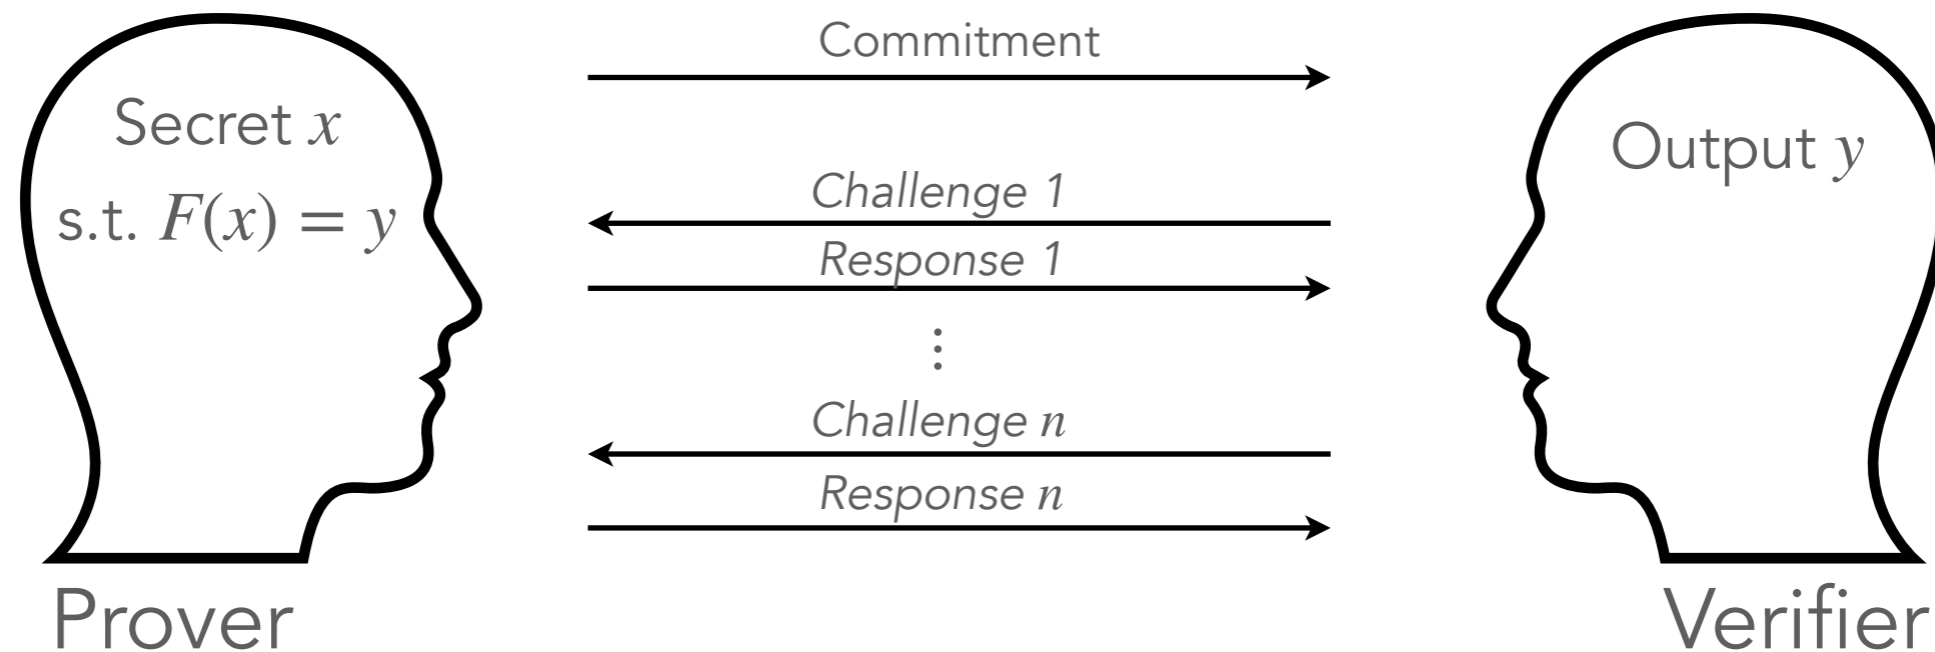 Commitment
Secret x
s.t. F(x) = y
Output y
Challenge 1
Response 1
⋮
Challenge n
Response n
Prover
Verifier